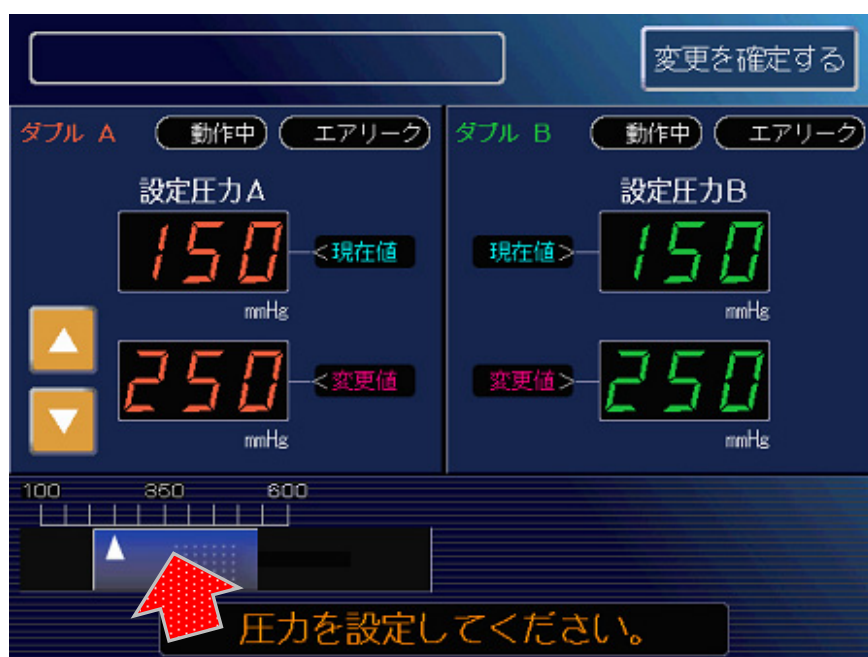 変更を確定する
ダブル A 動作中 エアリーク
設定圧力A
150 <現在値
mmHg
250 <変更値
mmHg
ダブル B 動作中 エアリーク
設定圧力B
現在値> 150
mmHg
変更値> 250
mmHg
100 350 600
圧力を設定してください。